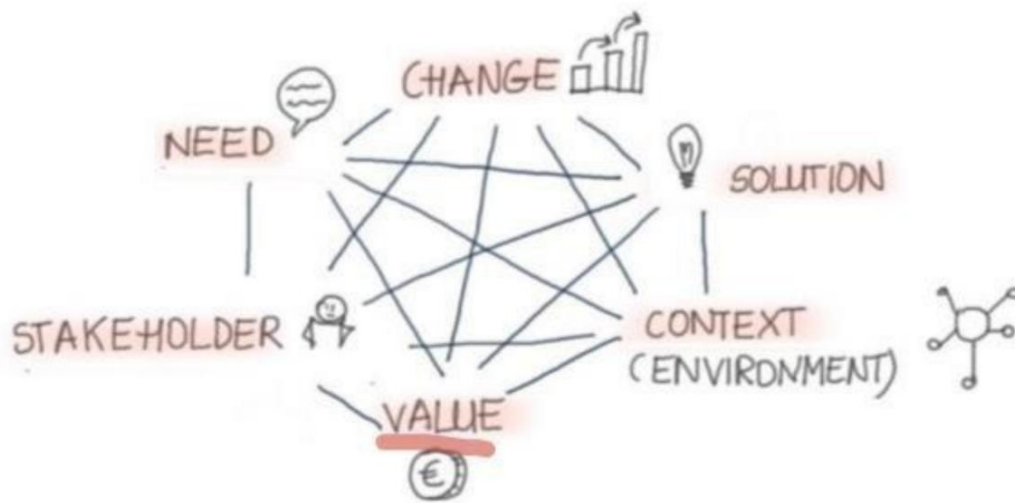 CHANGE
NEED
SOLUTION
STAKEHOLDER
CONTEXT
(ENVIRONMENT)
VALUE
€